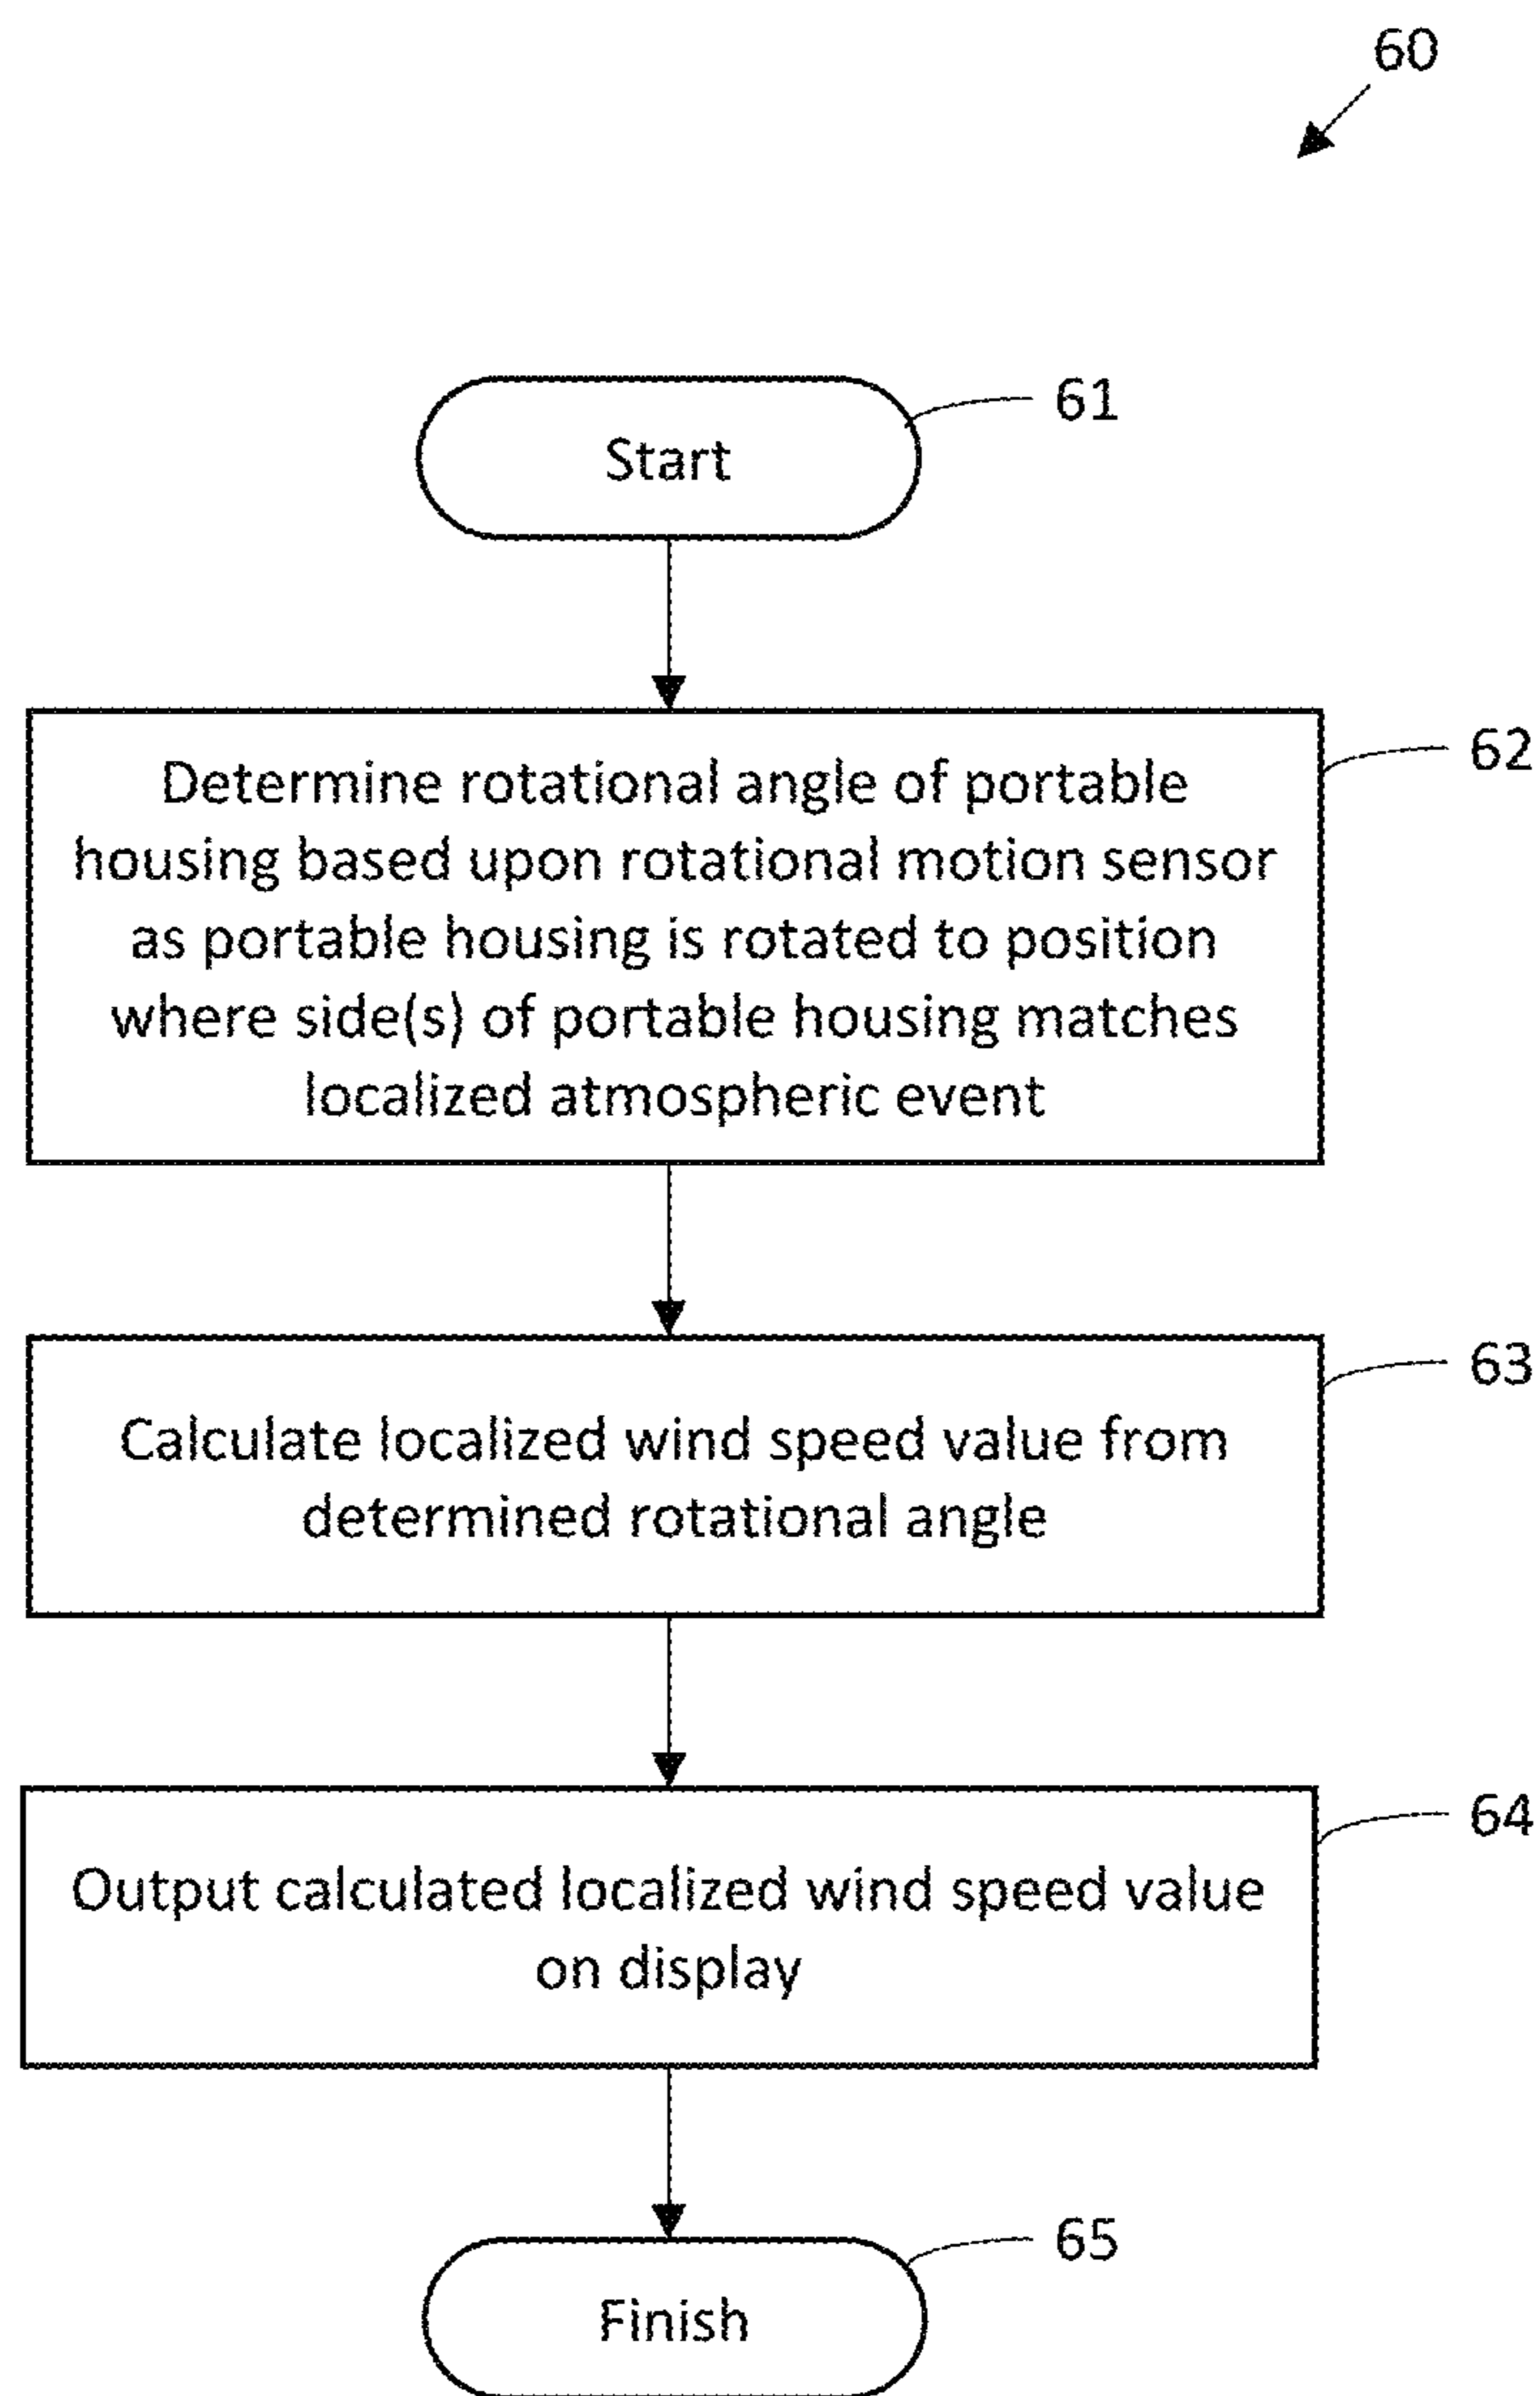 60
61
Start
62
Determine rotational angle of portable
housing based upon rotational motion sensor
as portable housing is rotated to position
where side(s) of portable housing matches
localized atmospheric event
63
Calculate localized wind speed value from
determined rotational angle
64
Output calculated localized wind speed value
on display
65
Finish